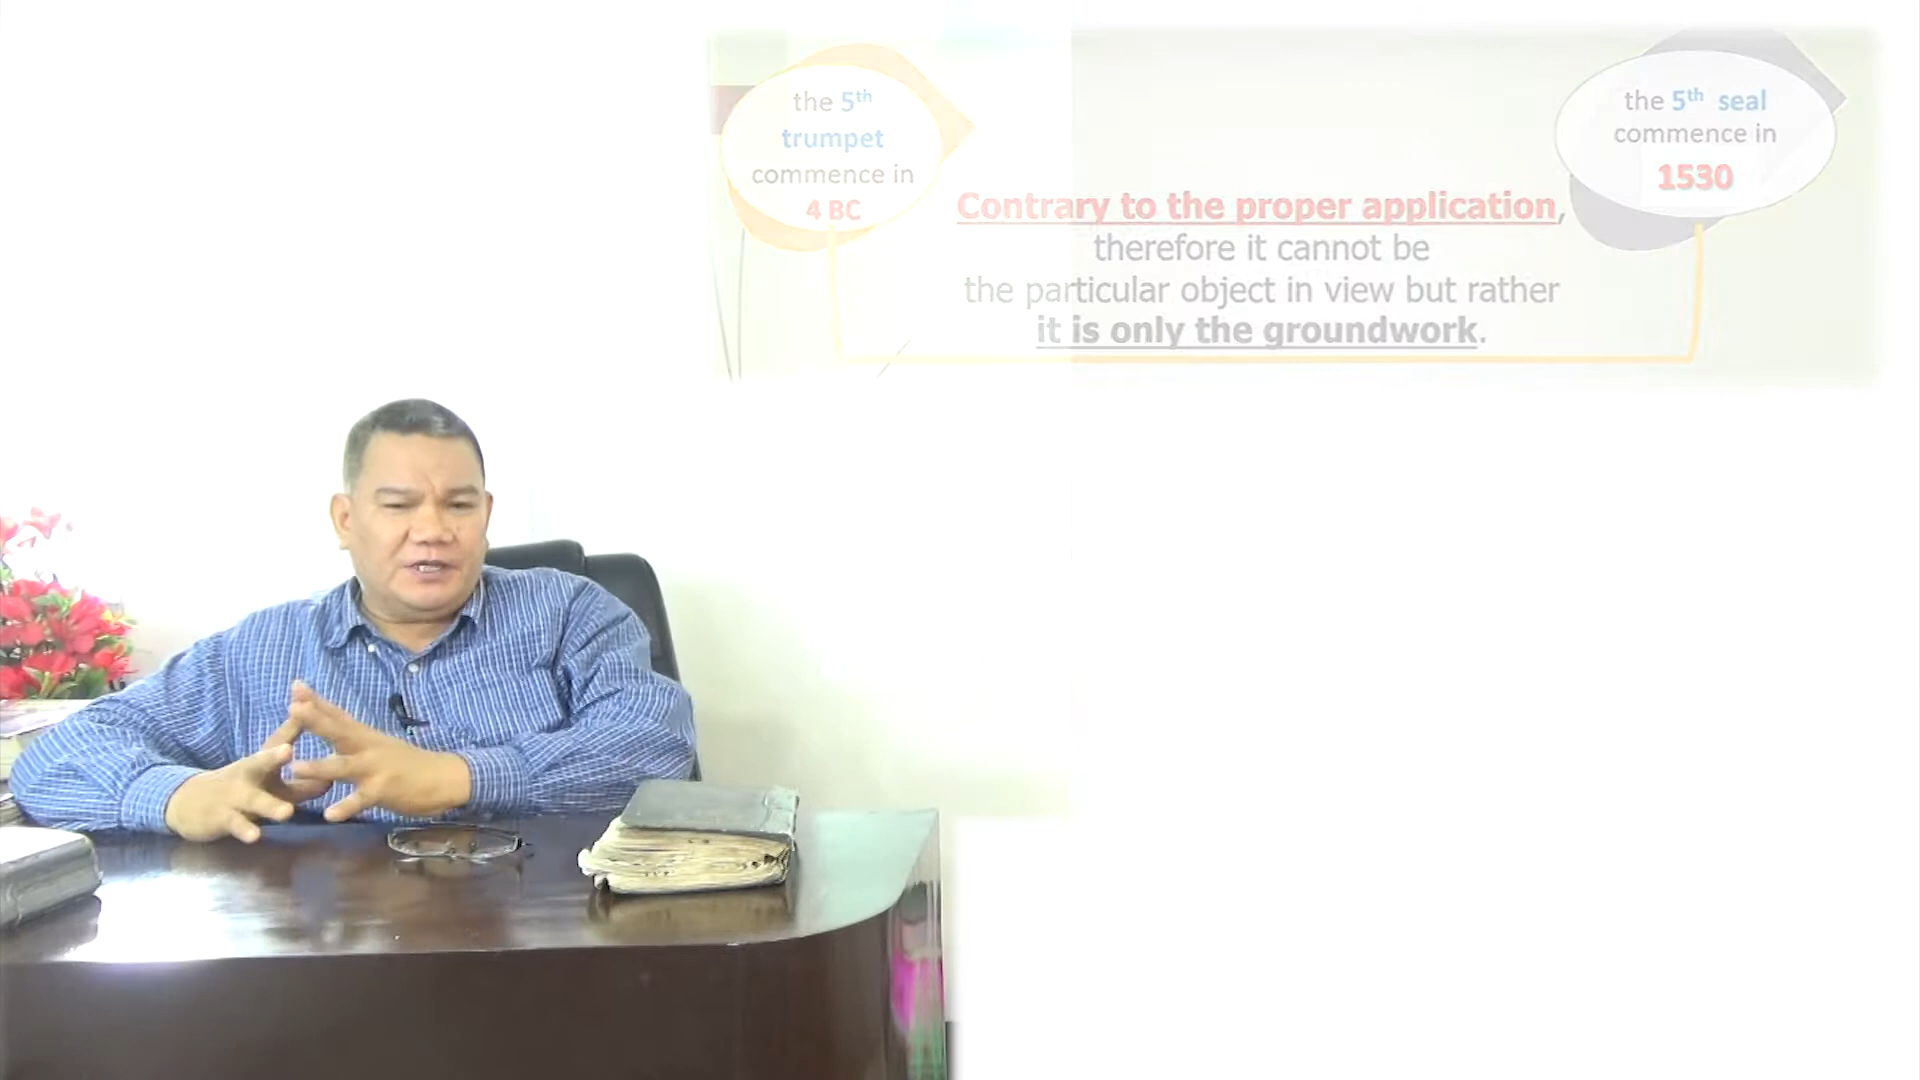 the 5th
trumpet
commence in
4 BC
the 5th seal
commence in
1530
Contrary to the proper application,
therefore it cannot be
the particular object in view but rather
it is only the groundwork.